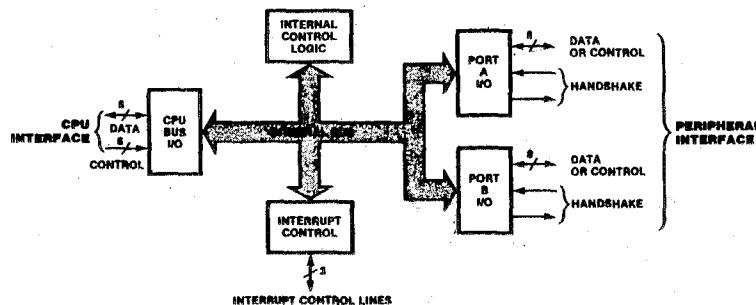 INTERNAL
CONTROL
LOGIC
CPU
INTERFACE
8
DATA
6
CONTROL
CPU
BUS
I/O
INTERRUPT
CONTROL
3
INTERRUPT CONTROL LINES
PORT
A
I/O
8
DATA
OR CONTROL
HANDSHAKE
PORT
B
I/O
8
DATA
OR CONTROL
HANDSHAKE
PERIPHERAL
INTERFACE